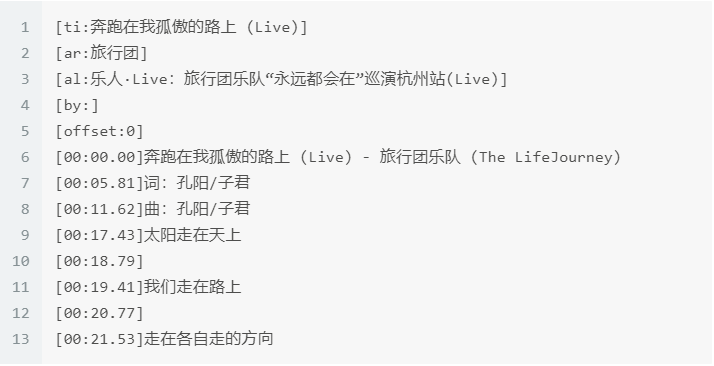 1 [ti:奔跑在我孤傲的路上 (Live)]
2 [ar:旅行团]
3 [al:乐人·Live: 旅行团乐队“永远都会在”巡演杭州站(Live)]
4 [by:]
5 [offset:0]
6 [00:00.00]奔跑在我孤傲的路上 (Live) - 旅行团乐队 (The LifeJourney)
7 [00:05.81]词: 孔阳/子君
8 [00:11.62]曲: 孔阳/子君
9 [00:17.43]太阳走在天上
10 [00:18.79]
11 [00:19.41]我们走在路上
12 [00:20.77]
13 [00:21.53]走在各自走的方向